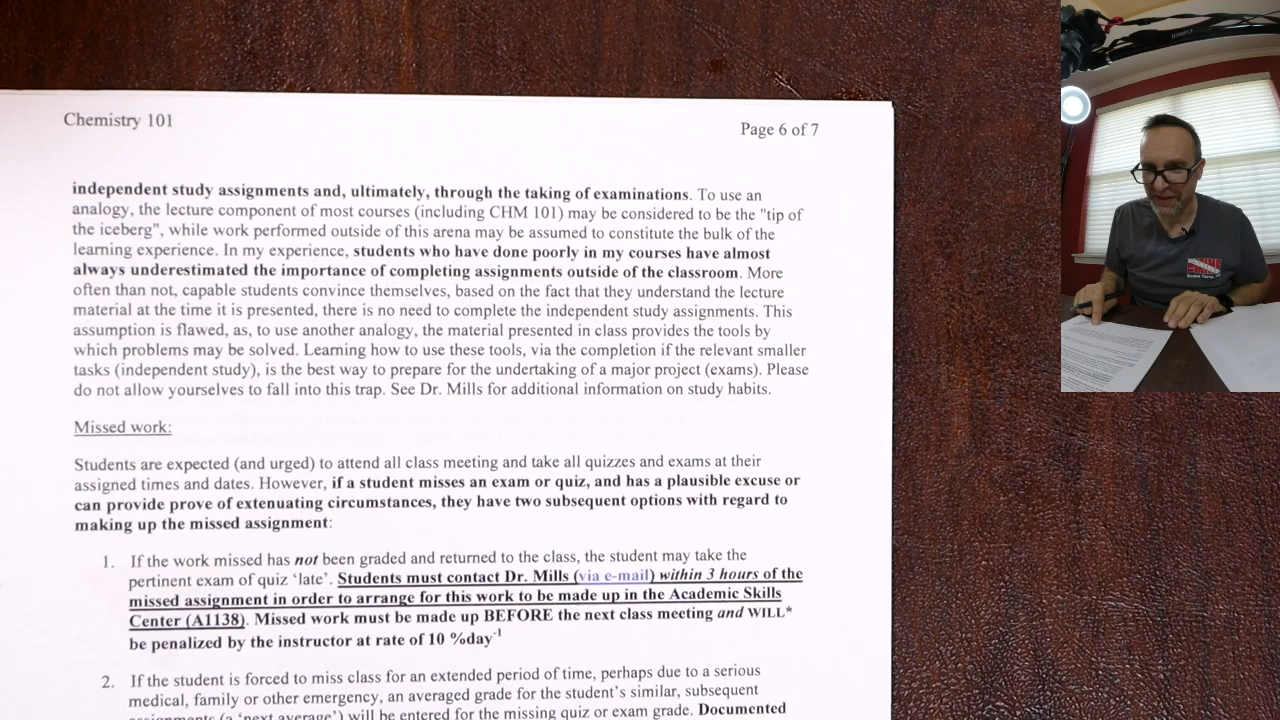 Chemistry 101
Page 6 of 7
independent study assignments and, ultimately, through the taking of examinations. To use an
analogy, the lecture component of most courses (including CHM 101) may be considered to be the "tip of
the iceberg", while work performed outside of this arena may be assumed to constitute the bulk of the
learning experience. In my experience, students who have done poorly in my courses have almost
always underestimated the importance of completing assignments outside of the classroom. More
often than not, capable students convince themselves, based on the fact that they understand the lecture
material at the time it is presented, there is no need to complete the independent study assignments. This
assumption is flawed, as, to use another analogy, the material presented in class provides the tools by
which problems may be solved. Learning how to use these tools, via the completion if the relevant smaller
tasks (independent study), is the best way to prepare for the undertaking of a major project (exams). Please
do not allow yourselves to fall into this trap. See Dr. Mills for additional information on study habits.
Missed work:
Students are expected (and urged) to attend all class meeting and take all quizzes and exams at their
assigned times and dates. However, if a student misses an exam or quiz, and has a plausible excuse or
can provide prove of extenuating circumstances, they have two subsequent options with regard to
making up the missed assignment:
1. If the work missed has not been graded and returned to the class, the student may take the
pertinent exam of quiz ‘late’. Students must contact Dr. Mills (via e-mail) within 3 hours of the
missed assignment in order to arrange for this work to be made up in the Academic Skills
Center (A1138). Missed work must be made up BEFORE the next class meeting and WILL*
be penalized by the instructor at rate of 10 %day⁻¹
2. If the student is forced to miss class for an extended period of time, perhaps due to a serious
medical, family or other emergency, an averaged grade for the student’s similar, subsequent
assignments (a ‘next average’) will be entered for the missing quiz or exam grade. Documented